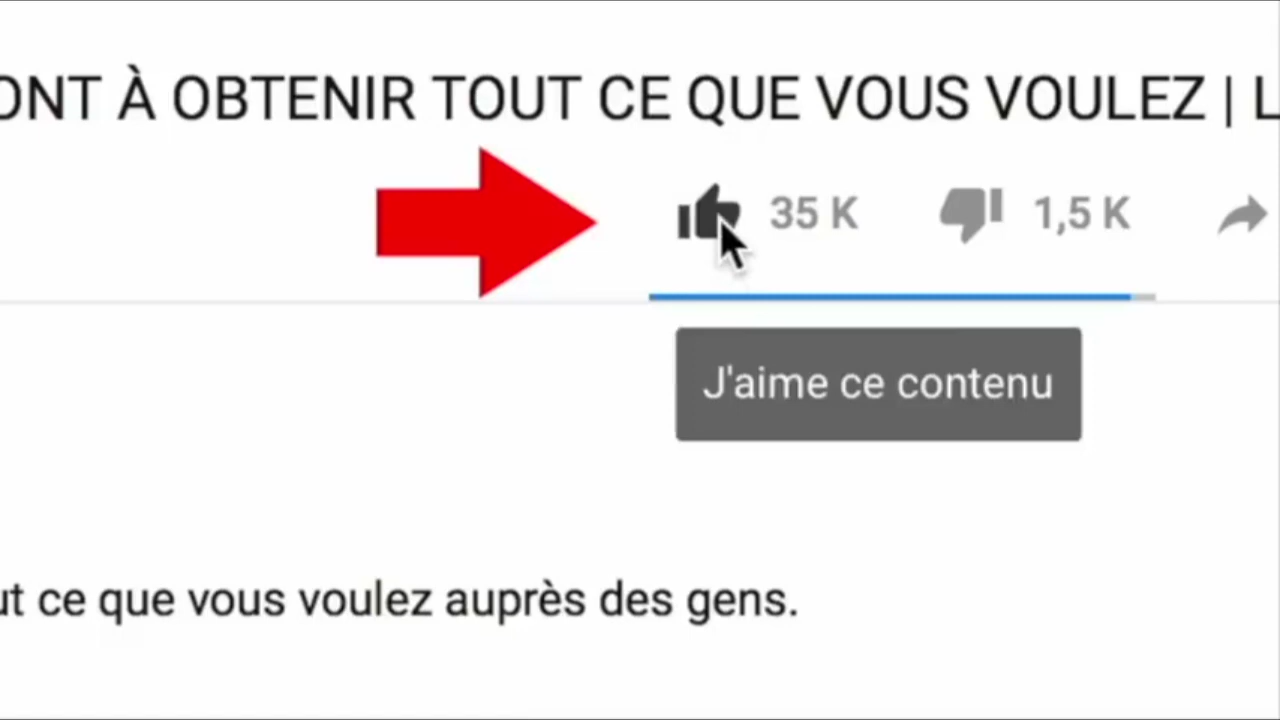 ONT À OBTENIR TOUT CE QUE VOUS VOULEZ | L
35 K 1,5 K
J'aime ce contenu
ut ce que vous voulez auprès des gens.